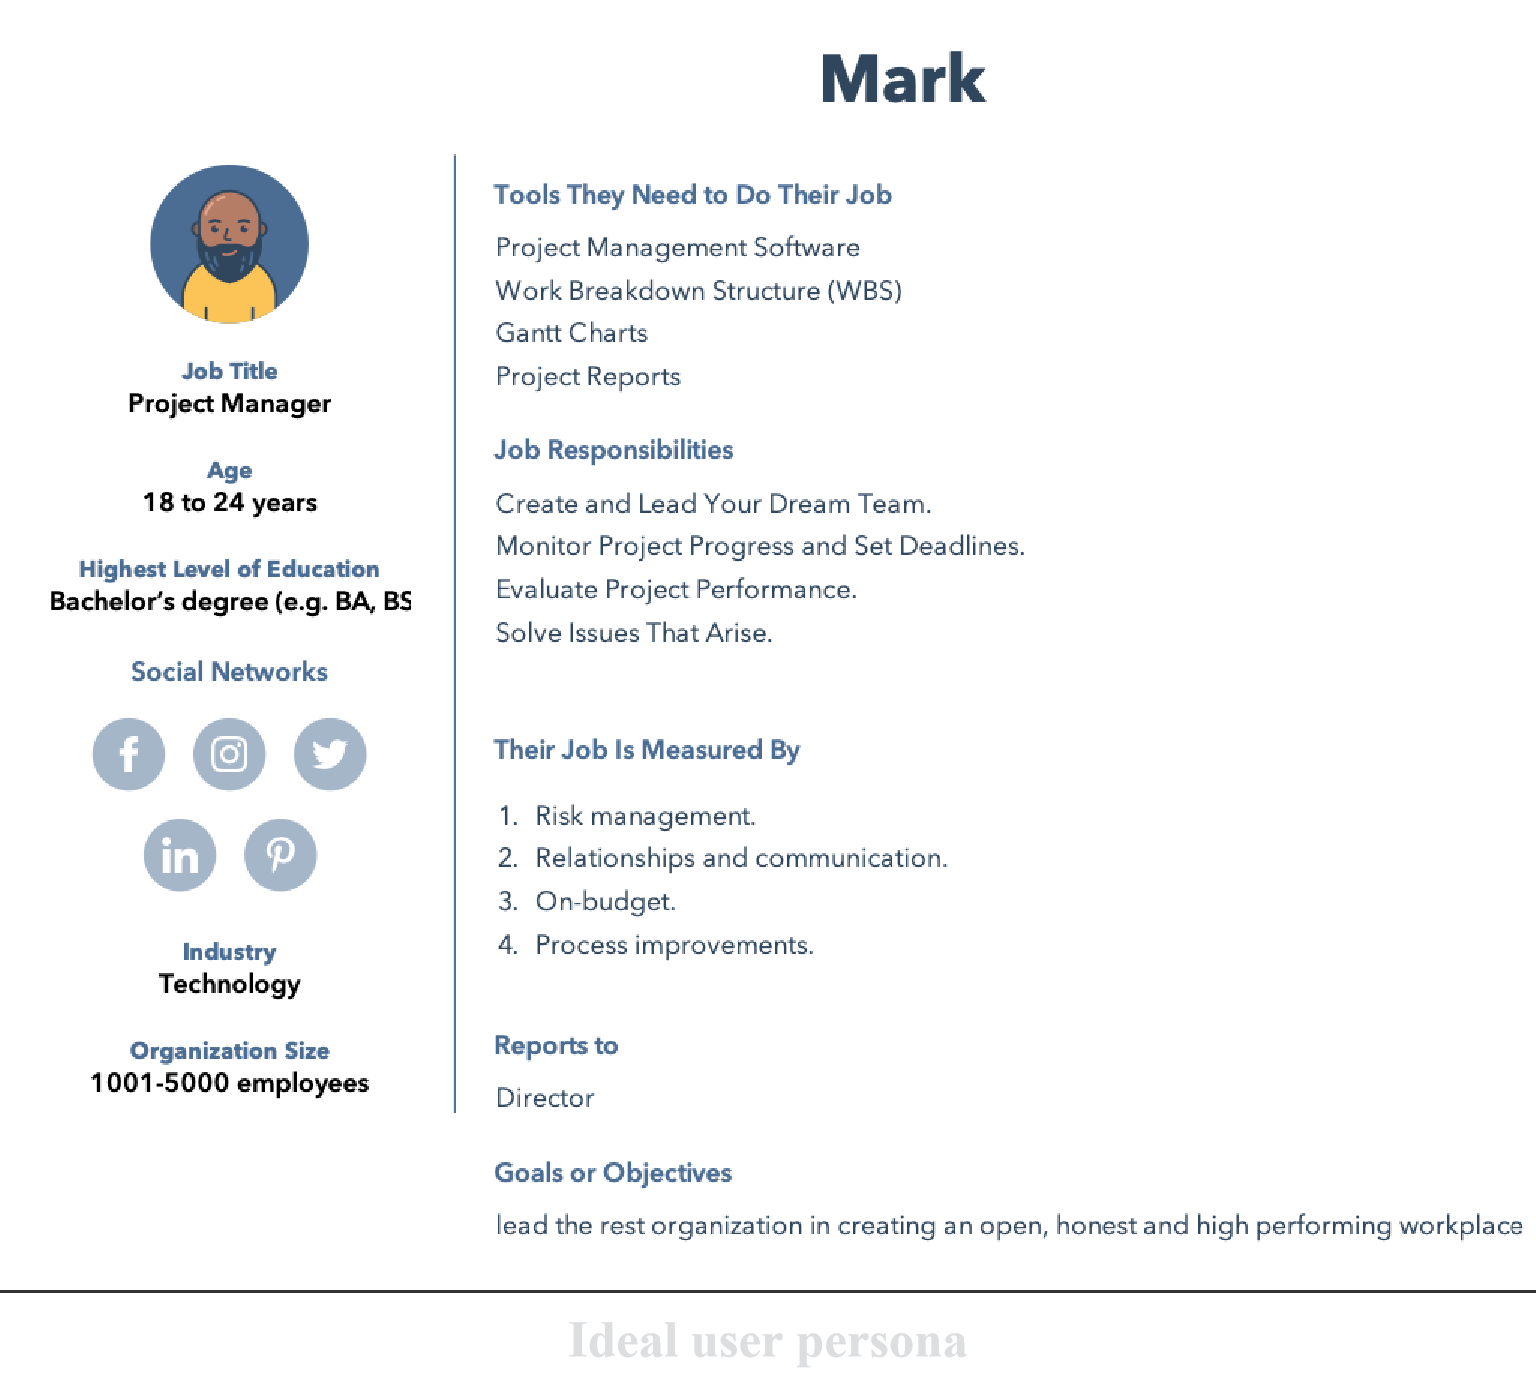 Mark
Job Title
Project Manager
Age
18 to 24 years
Highest Level of Education
Bachelor’s degree (e.g. BA, BS
Social Networks
f
in
Industry
Technology
Organization Size
1001-5000 employees
Tools They Need to Do Their Job
Project Management Software
Work Breakdown Structure (WBS)
Gantt Charts
Project Reports
Job Responsibilities
Create and Lead Your Dream Team.
Monitor Project Progress and Set Deadlines.
Evaluate Project Performance.
Solve Issues That Arise.
Their Job Is Measured By
1. Risk management.
2. Relationships and communication.
3. On-budget.
4. Process improvements.
Reports to
Director
Goals or Objectives
lead the rest organization in creating an open, honest and high performing workplace
Ideal user persona